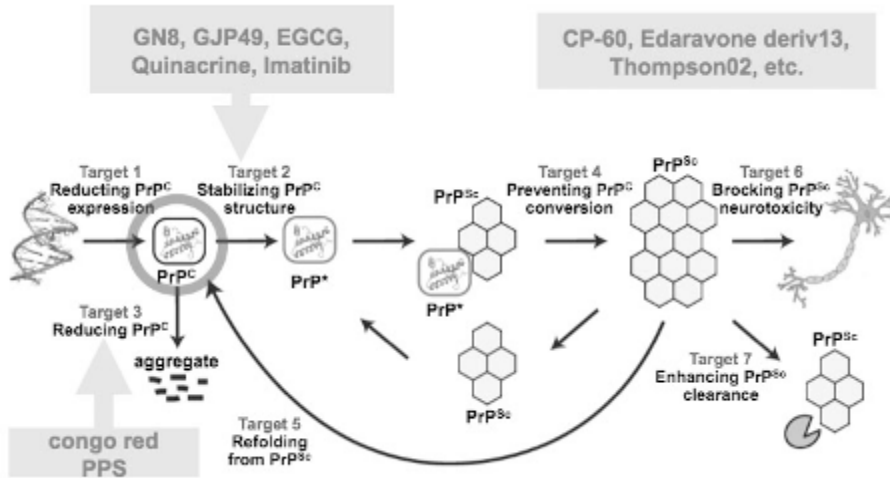 GN8, GJP49, EGCG,
Quinacrine, Imatinib
CP-60, Edaravone deriv13,
Thompson02, etc.
Target 1
Reducting PrPᶜ
expression
Target 2
Stabilizing PrPᶜ
structure
PrPˢᶜ
Target 4
Preventing PrPᶜ
conversion
PrPˢᶜ
Target 6
Brocking PrPˢᶜ
neurotoxicity
PrPᶜ
PrP*
PrP*
Target 3
Reducing PrPᶜ
aggregate
PrPˢᶜ
Target 7
Enhancing PrPˢᶜ
clearance
PrPˢᶜ
Target 5
Refolding
from PrPˢᶜ
congo red
PPS